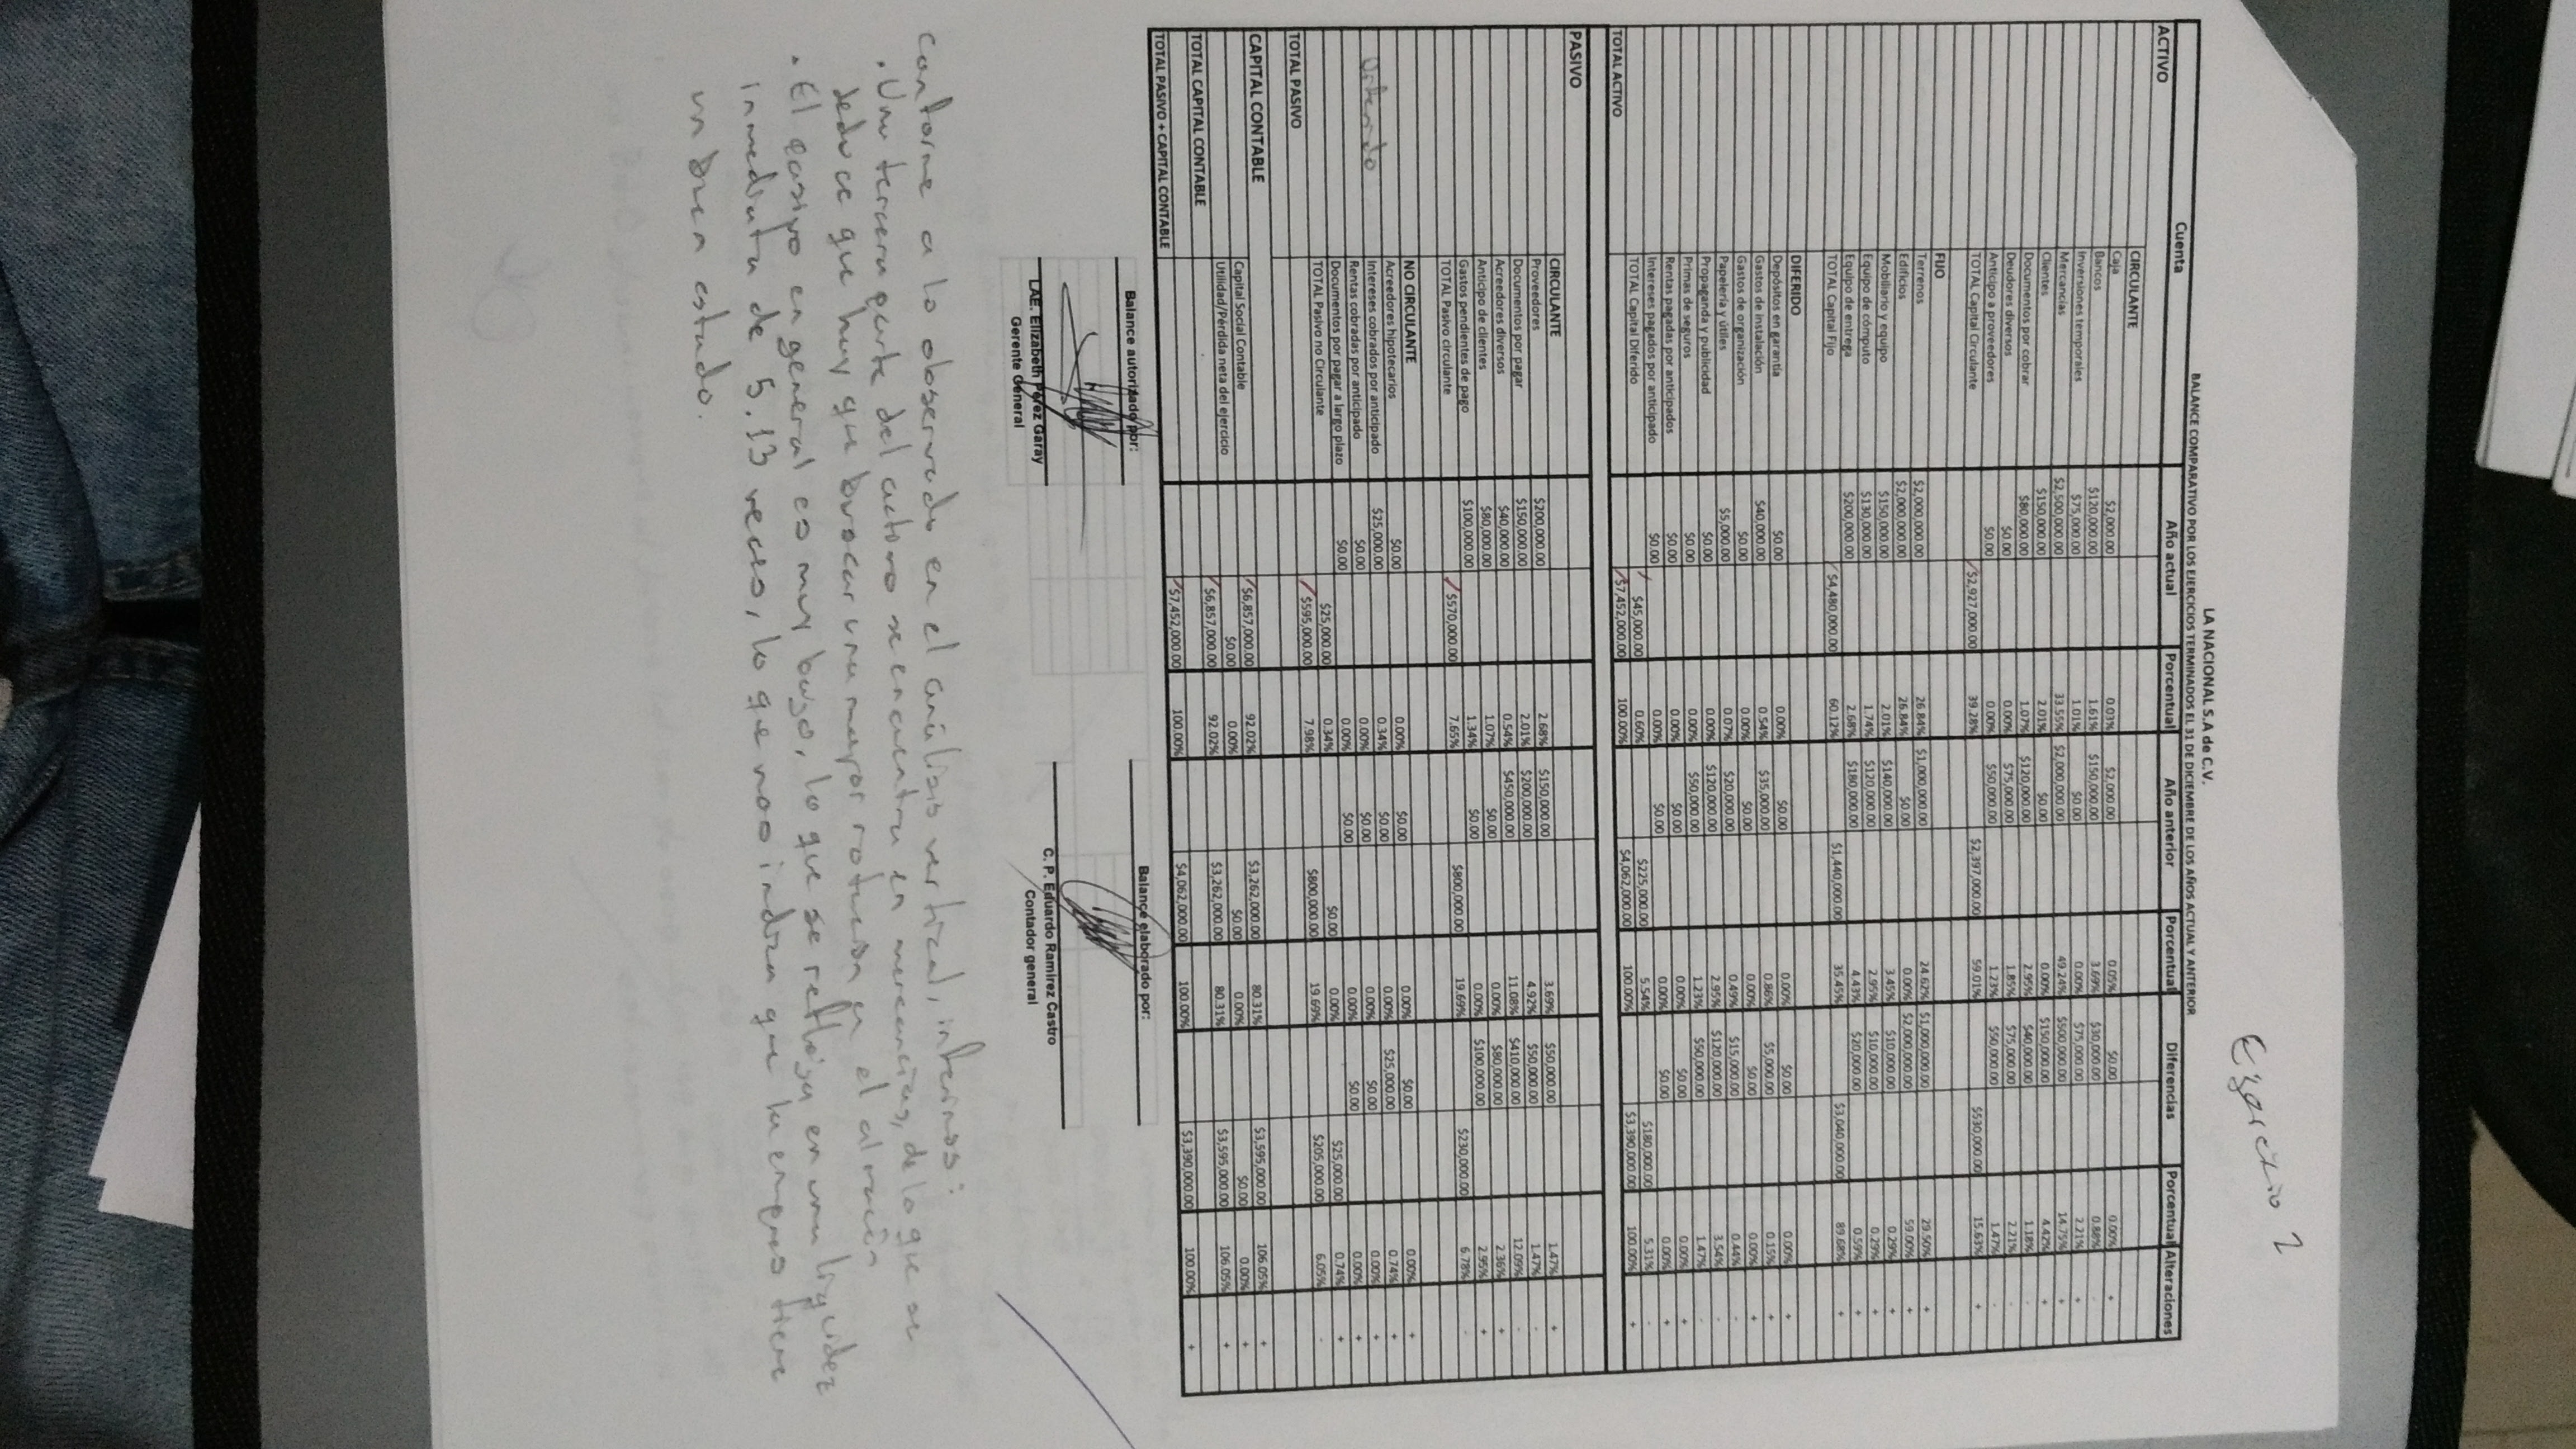 Ejercicio 2
LA NACIONAL S.A de C.V.
BALANCE COMPARATIVO POR LOS EJERCICIOS TERMINADOS EL 31 DE DICIEMBRE DE LOS AÑOS ACTUAL Y ANTERIOR
Cuenta Año actual Porcentual Año anterior Porcentual Diferencias Porcentual Alteraciones
ACTIVO
CIRCULANTE
Caja $2,000.00 0.03% $2,000.00 0.05% $0.00 0.00% +
Bancos $120,000.00 1.61% $150,000.00 3.69% $30,000.00 0.88% -
Inversiones temporales $75,000.00 1.01% $0.00 0.00% $75,000.00 2.21% +
Mercancías $2,500,000.00 33.55% $2,000,000.00 49.24% $500,000.00 14.75% +
Clientes $150,000.00 2.01% $0.00 0.00% $150,000.00 4.42% +
Documentos por cobrar $80,000.00 1.07% $120,000.00 2.95% $40,000.00 1.18% -
Deudores diversos $0.00 0.00% $75,000.00 1.85% $75,000.00 2.21% -
Anticipo a proveedores $0.00 0.00% $50,000.00 1.23% $50,000.00 1.47% -
TOTAL Capital Circulante $2,927,000.00 39.28% $2,397,000.00 59.01% $530,000.00 15.63% +
FIJO
Terrenos $2,000,000.00 26.84% $1,000,000.00 24.62% $1,000,000.00 29.50% +
Edificios $2,000,000.00 26.84% $0.00 0.00% $2,000,000.00 59.00% +
Mobiliario y equipo $150,000.00 2.01% $140,000.00 3.45% $10,000.00 0.29% +
Equipo de cómputo $130,000.00 1.74% $120,000.00 2.95% $10,000.00 0.29% +
Equipo de entrega $200,000.00 2.68% $180,000.00 4.43% $20,000.00 0.59% +
TOTAL Capital Fijo $4,480,000.00 60.12% $1,440,000.00 35.45% $3,040,000.00 89.68% +
DIFERIDO
Depósitos en garantía $0.00 0.00% $0.00 0.00% $0.00 0.00% +
Gastos de instalación $40,000.00 0.54% $35,000.00 0.86% $5,000.00 0.15% +
Gastos de organización $0.00 0.00% $0.00 0.00% $0.00 0.00% +
Papelería y útiles $5,000.00 0.07% $20,000.00 0.49% $15,000.00 0.44% -
Propaganda y publicidad $0.00 0.00% $120,000.00 2.95% $120,000.00 3.54% -
Primas de seguros $0.00 0.00% $50,000.00 1.23% $50,000.00 1.47% -
Rentas pagadas por anticipados $0.00 0.00% $0.00 0.00% $0.00 0.00% +
Intereses pagados por anticipado $0.00 0.00% $0.00 0.00% $0.00 0.00% +
TOTAL Capital Diferido $45,000.00 0.60% $225,000.00 5.54% $180,000.00 5.31% -
TOTAL ACTIVO $7,452,000.00 100.00% $4,062,000.00 100.00% $3,390,000.00 100.00% +
PASIVO
CIRCULANTE
Proveedores $200,000.00 2.68% $150,000.00 3.69% $50,000.00 1.47% +
Documentos por pagar $150,000.00 2.01% $200,000.00 4.92% $50,000.00 1.47% -
Acreedores diversos $40,000.00 0.54% $450,000.00 11.08% $410,000.00 12.09% -
Anticipo de clientes $80,000.00 1.07% $0.00 0.00% $80,000.00 2.36% +
Gastos pendientes de pago $100,000.00 1.34% $0.00 0.00% $100,000.00 2.95% +
TOTAL Pasivo circulante $570,000.00 7.65% $800,000.00 19.69% $230,000.00 6.78% -
NO CIRCULANTE
Acreedores hipotecarios $0.00 0.00% $0.00 0.00% $0.00 0.00% +
Intereses cobrados por anticipado $25,000.00 0.34% $0.00 0.00% $25,000.00 0.74% +
Rentas cobradas por anticipado $0.00 0.00% $0.00 0.00% $0.00 0.00% +
Documentos por pagar a largo plazo $0.00 0.00% $0.00 0.00% $0.00 0.00% +
TOTAL Pasivo no Circulante $25,000.00 0.34% $0.00 0.00% $25,000.00 0.74% +
TOTAL PASIVO $595,000.00 7.98% $800,000.00 19.69% $205,000.00 6.05% -
CAPITAL CONTABLE
Capital Social Contable $6,857,000.00 92.02% $3,262,000.00 80.31% $3,595,000.00 106.05% +
Utilidad/Pérdida neta del ejercicio $0.00 0.00% $0.00 0.00% $0.00 0.00% +
TOTAL CAPITAL CONTABLE $6,857,000.00 92.02% $3,262,000.00 80.31% $3,595,000.00 106.05% +
TOTAL PASIVO + CAPITAL CONTABLE $7,452,000.00 100.00% $4,062,000.00 100.00% $3,390,000.00 100.00% +
Balance autorizado por: Balance elaborado por:
LAE. Elizabeth Pérez Garay C. P. Eduardo Ramírez Castro
Gerente General Contador general
Conforme a lo observado en el análisis vertical, inferimos:
. Una tercera parte del activo se encuentra en mercancías, de lo que se
deduce que hay que buscar una mayor rotación en el almacén
. El pasivo en general es muy bajo, lo que se refleja en una liquidez
inmediata de 5.13 veces, lo que nos indica que la empresa tiene
un buen estado.